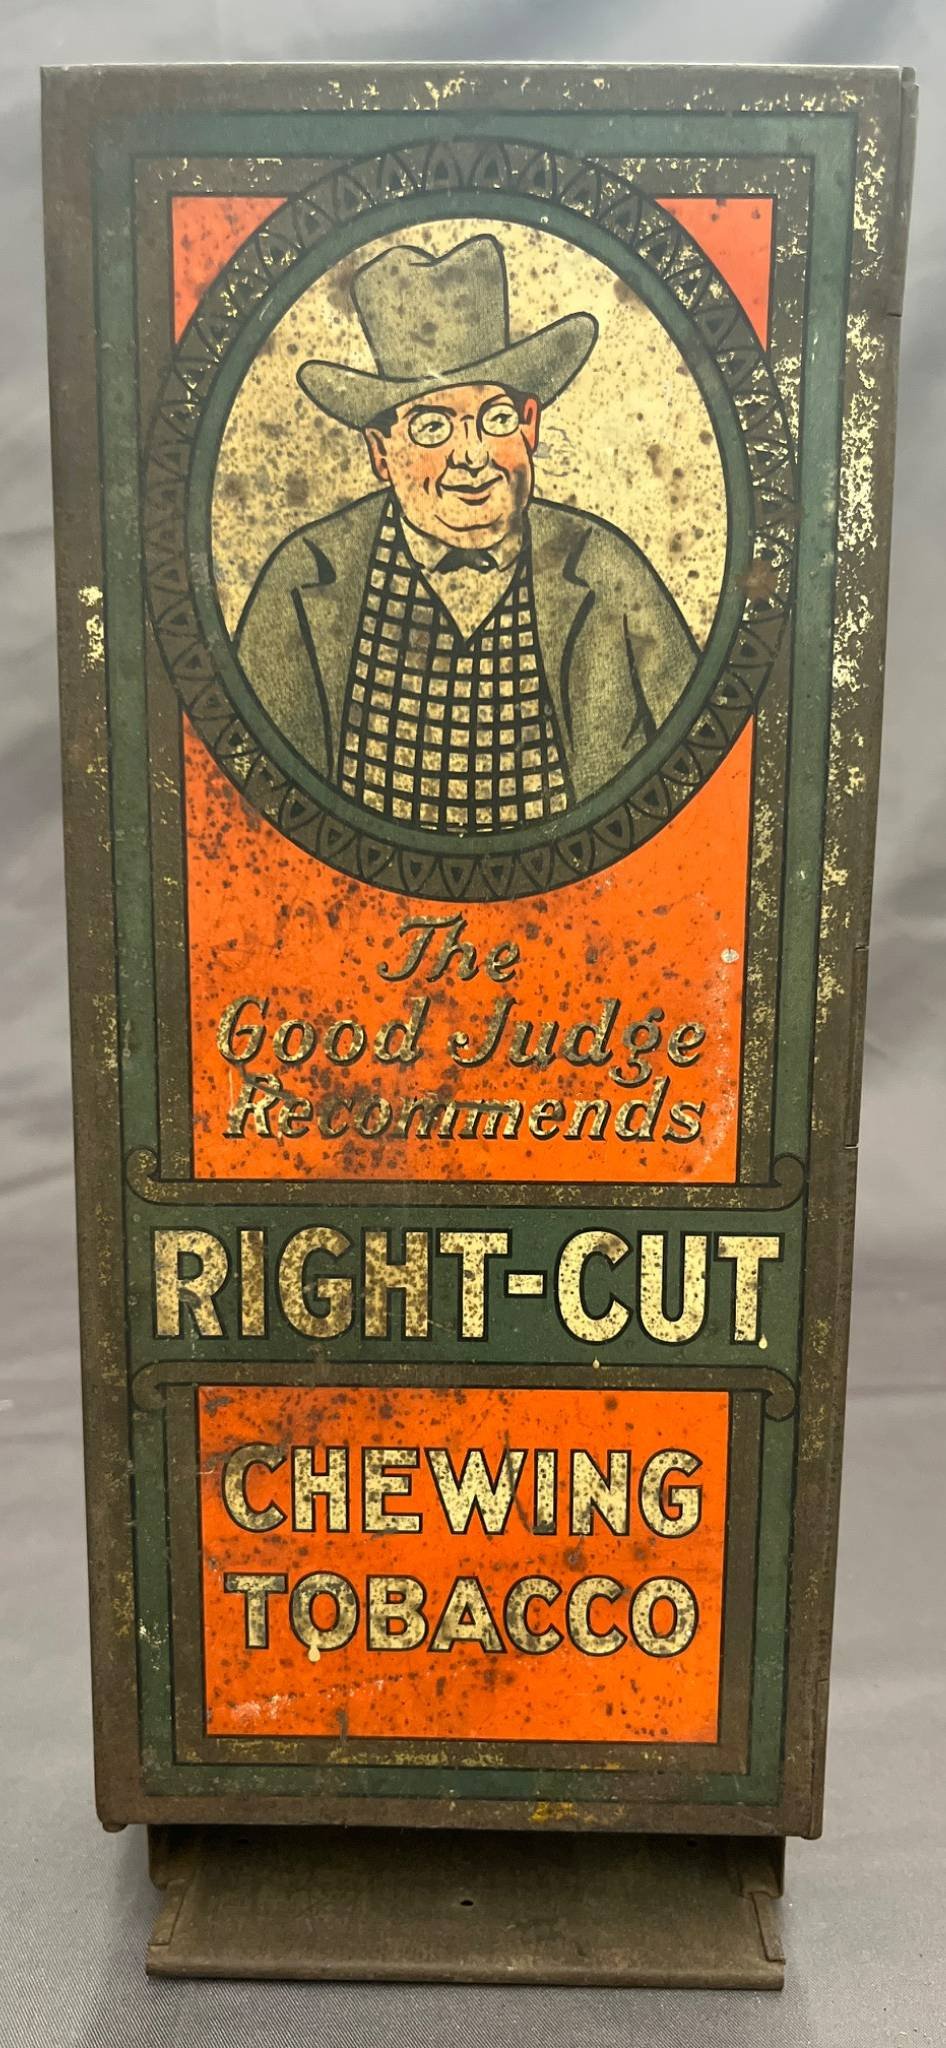 The
Good Judge
Recommends
RIGHT-CUT
CHEWING
TOBACCO